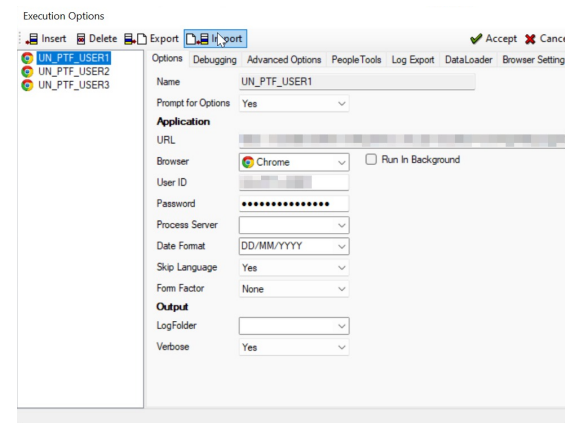 Execution Options
Insert Delete Export Import Accept
UN_PTF_USER1
UN_PTF_USER2
UN_PTF_USER3
Options Debugging Advanced Options PeopleTools Log Export DataLoader Browser Setting
Name UN_PTF_USER1
Prompt for Options Yes
Application
URL
Browser Chrome Run In Background
User ID
Password ●●●●●●●●●●●●●●●
Process Server
Date Format DD/MM/YYYY
Skip Language Yes
Form Factor None
Output
LogFolder
Verbose Yes